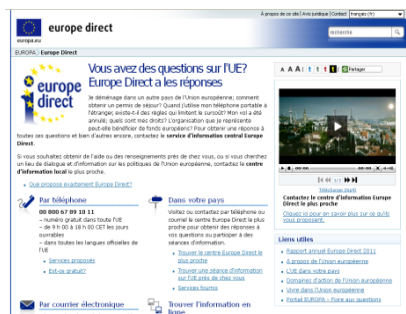 A propos de ce site | Avis juridique | Contact français (fr)
europe direct
europa.eu
recherche
EUROPA > Europe Direct
Vous avez des questions sur l'UE?
Europe Direct a les réponses
A A A
Partager
europe direct
Je déménage dans un autre pays de l'Union européenne; comment
obtenir un permis de séjour? Quand j'utilise mon téléphone portable à
l'étranger, existe-t-il des règles qui limitent le surcoût? Mon vol a été
annulé; quels sont mes droits? L'organisation que je représente
peut-elle bénéficier de fonds européens? Pour obtenir une réponse à
toutes ces questions et bien d'autres encore, contactez le service d'information central Europe
Direct.
Si vous souhaitez obtenir de l'aide ou des renseignements près de chez vous, ou si vous cherchez
un lieu de dialogue et d'information sur les politiques de l'Union européenne, contactez le centre
d'information local le plus proche.
Que propose exactement Europe Direct?
Par téléphone
00 800 67 89 10 11
– numéro gratuit dans toute l'UE
– de 9 h 00 à 18 h 00 CET les jours
ouvrables
– dans toutes les langues officielles de
l'UE
Services proposés
Est-ce gratuit?
Dans votre pays
Visitez ou contactez par téléphone ou
courriel le centre Europe Direct le plus
proche pour obtenir des réponses à
vos questions ou participer à des
séances d'information.
Trouver le centre Europe Direct le
plus proche
Trouver une séance d'information
sur l'UE près de chez vous
Services fournis
Par courrier électronique
Trouver l'information en
ligne
00:00
00:00
1/3
Télécharger
Contactez le centre d'information Europe
Direct le plus proche
Cliquez ici pour en savoir plus sur ce qu'ils
vous proposent.
Liens utiles
Rapport annuel Europe Direct 2011
A propos de l'Union européenne
L'UE dans votre pays
Domaines d'action de l'Union européenne
Vivre dans l'Union européenne
Portail EUROPA – Foire aux questions